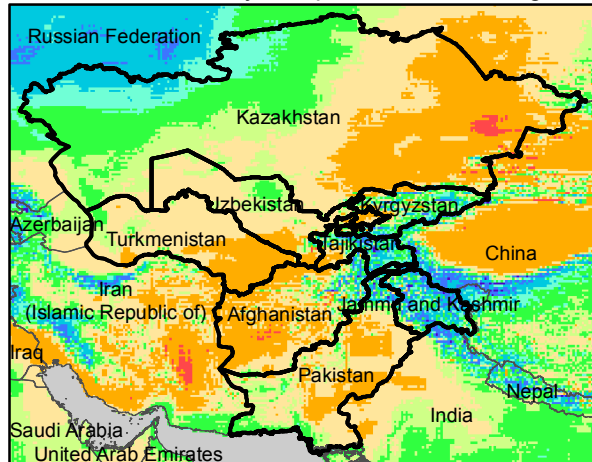 Russian Federation
Kazakhstan
Uzbekistan
Kyrgyzstan
Azerbaijan
Turkmenistan
Tajikistan
China
Iran
(Islamic Republic of)
Afghanistan
Jammu and Kashmir
Iraq
Pakistan
Nepal
India
Saudi Arabia
United Arab Emirates